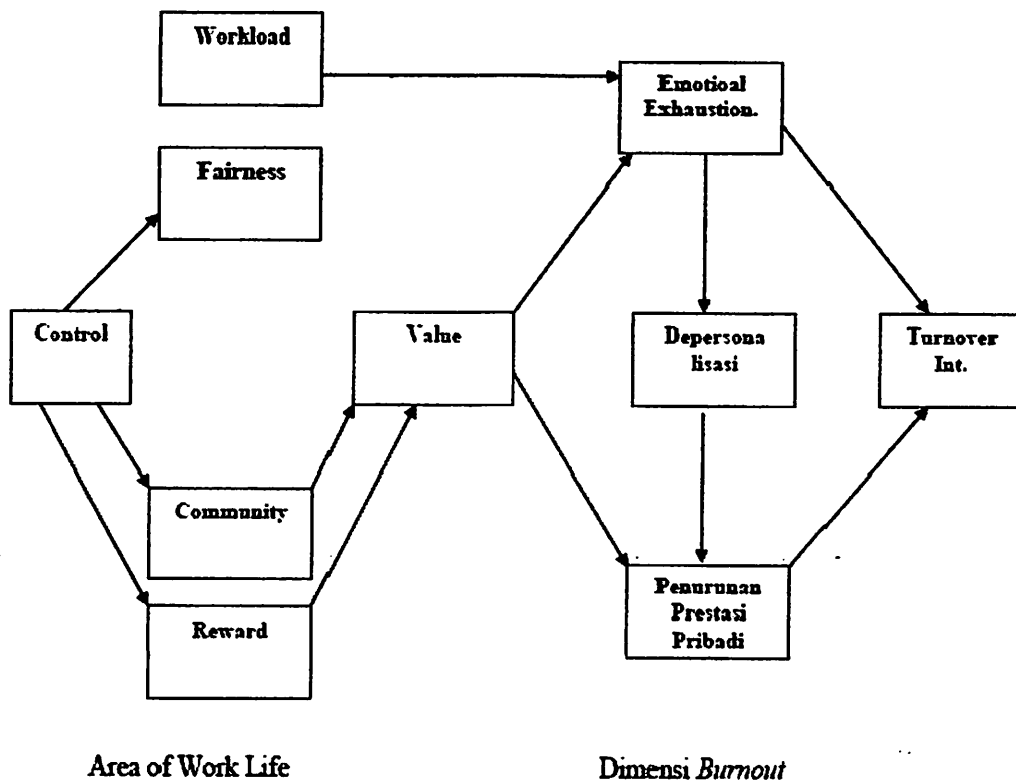 Workload
Emotioal
Exhaustion.
Fairness
Control
Value
Depersona
lisasi
Turnover
Int.
Community
Reward
Penurunan
Prestasi
Pribadi
Area of Work Life
Dimensi Burnout